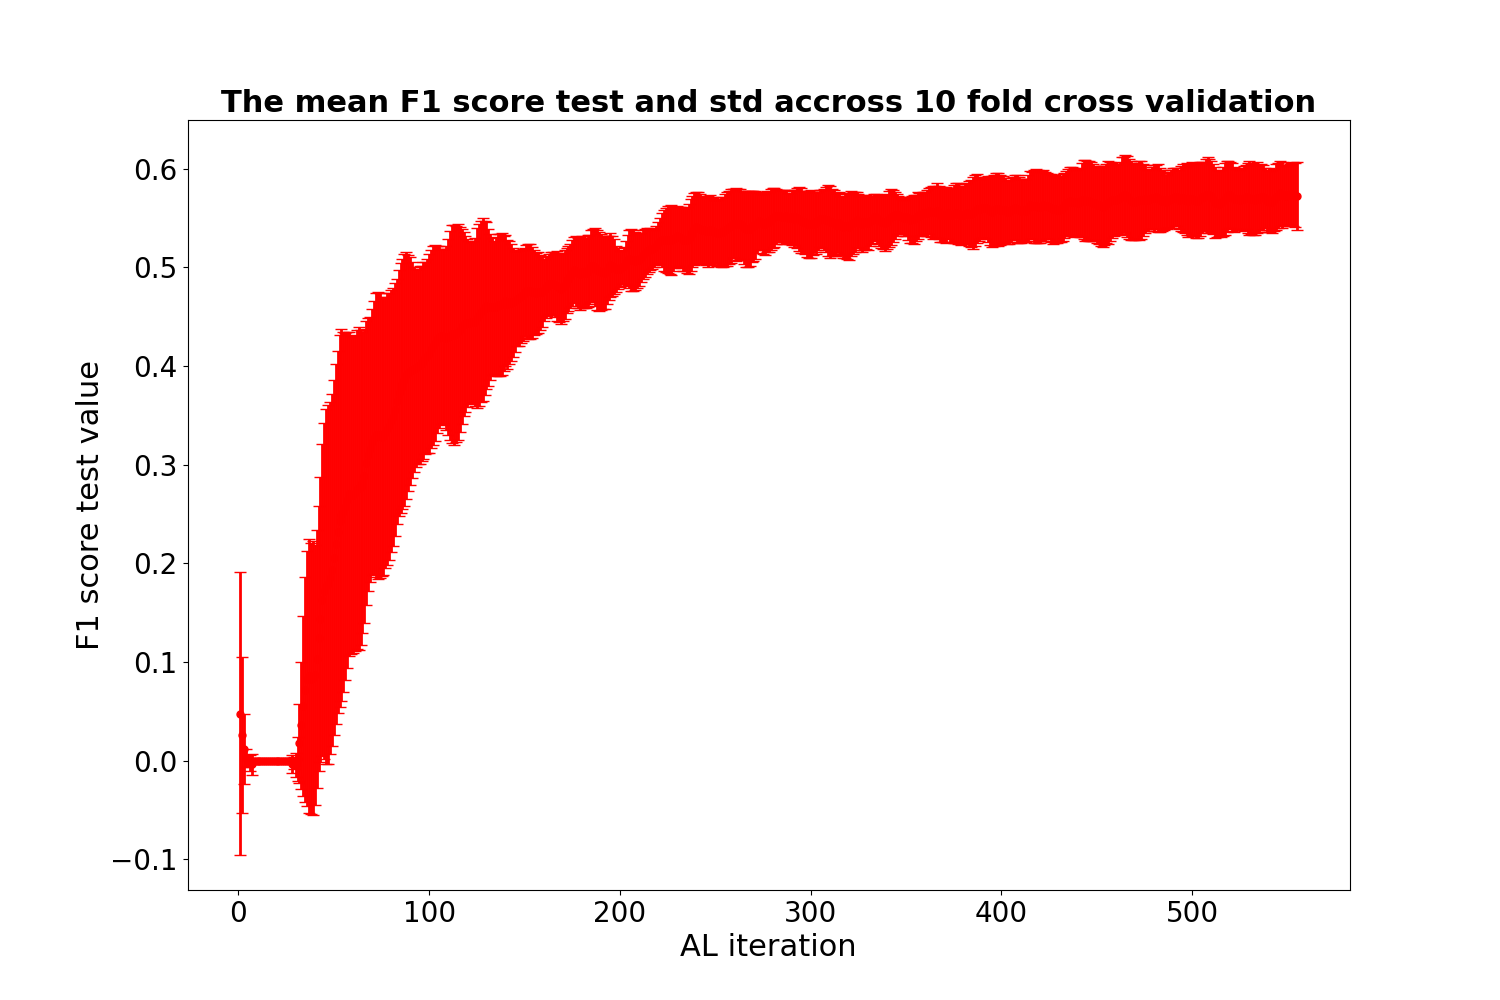 The mean F1 score test and std accross 10 fold cross validation
0.6
0.5
0.4
0.3
0.2
0.1
0.0
−0.1
F1 score test value
0 100 200 300 400 500
AL iteration